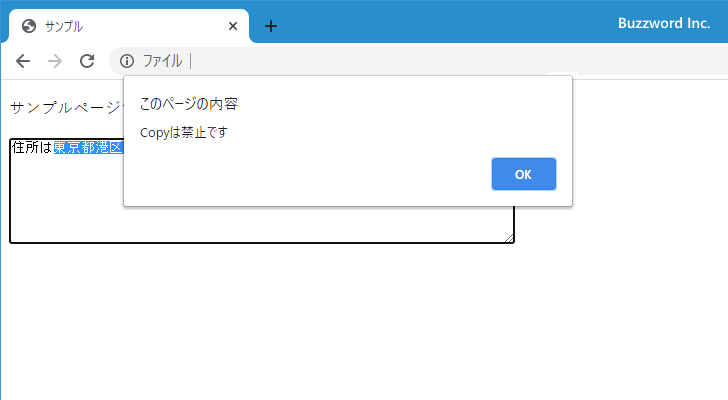 サンプル
Buzzword Inc.
ファイル
このページの内容
Copyは禁止です
OK
サンプルページ
住所は東京都港区